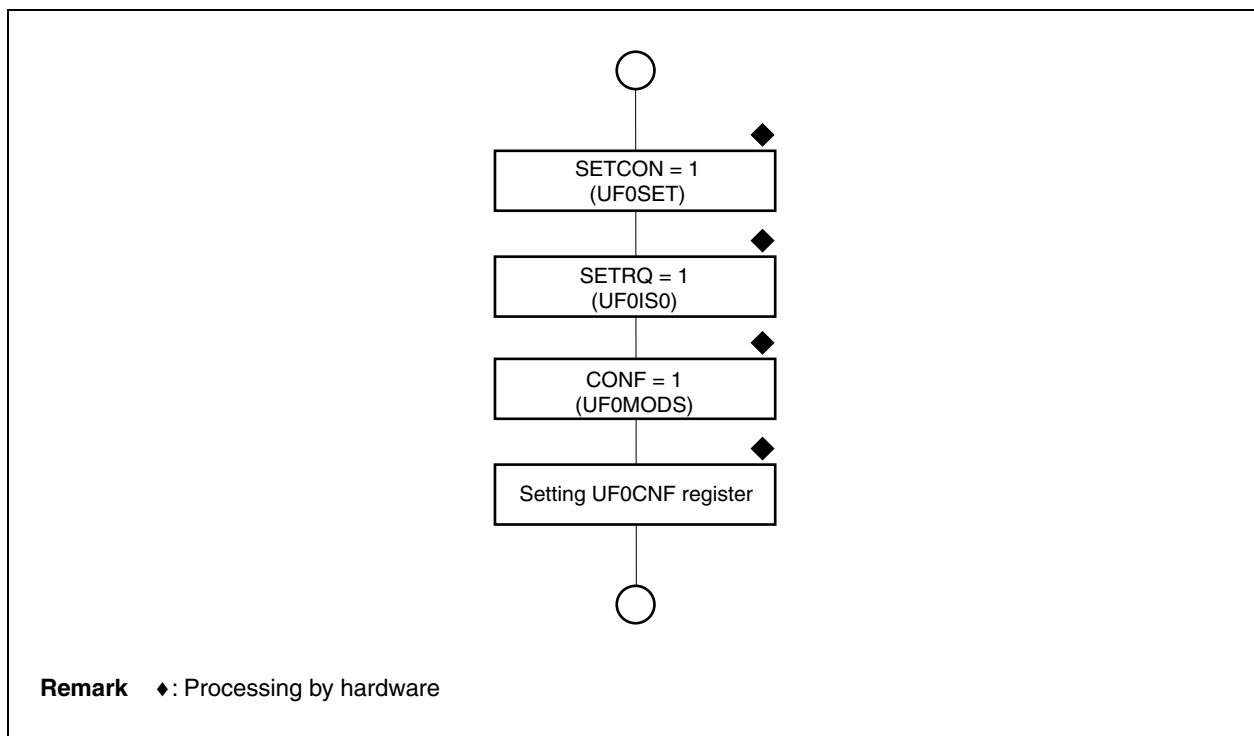 SETCON = 1
(UF0SET)
SETRQ = 1
(UF0IS0)
CONF = 1
(UF0MODS)
Setting UF0CNF register
Remark ♦: Processing by hardware